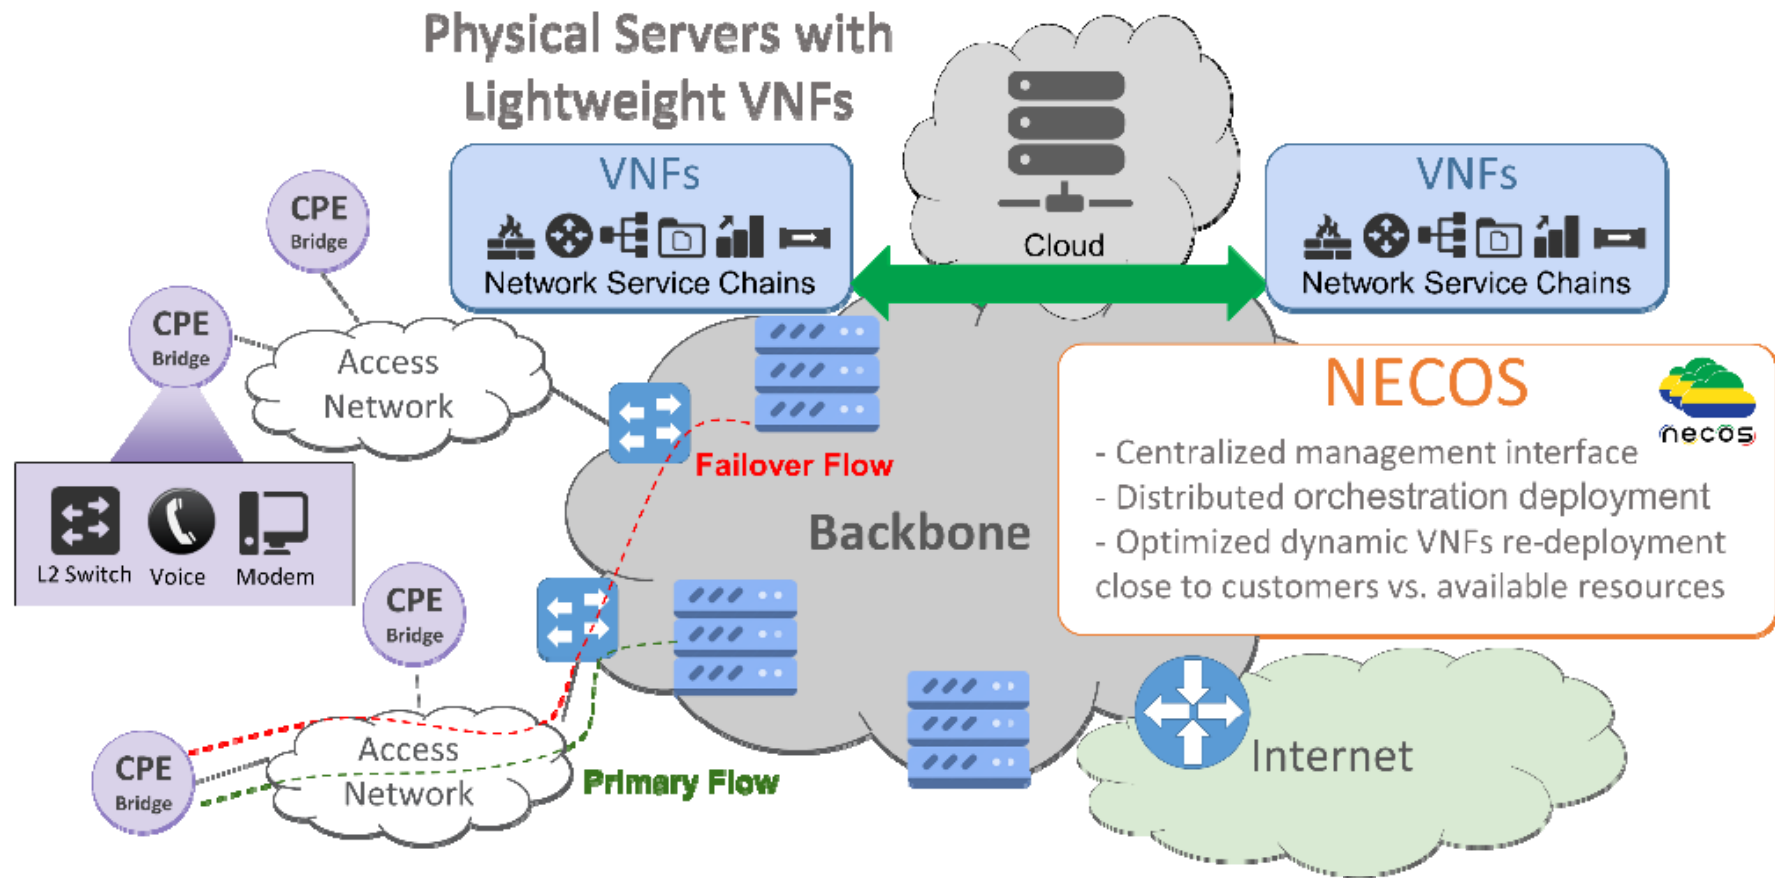 Physical Servers with
Lightweight VNFs
VNFs
Network Service Chains
Cloud
VNFs
Network Service Chains
CPE
Bridge
CPE
Bridge
Access
Network
L2 Switch
Voice
Modem
Failover Flow
Backbone
NECOS
necos
- Centralized management interface
- Distributed orchestration deployment
- Optimized dynamic VNFs re-deployment
close to customers vs. available resources
CPE
Bridge
CPE
Bridge
Access
Network
Primary Flow
Internet